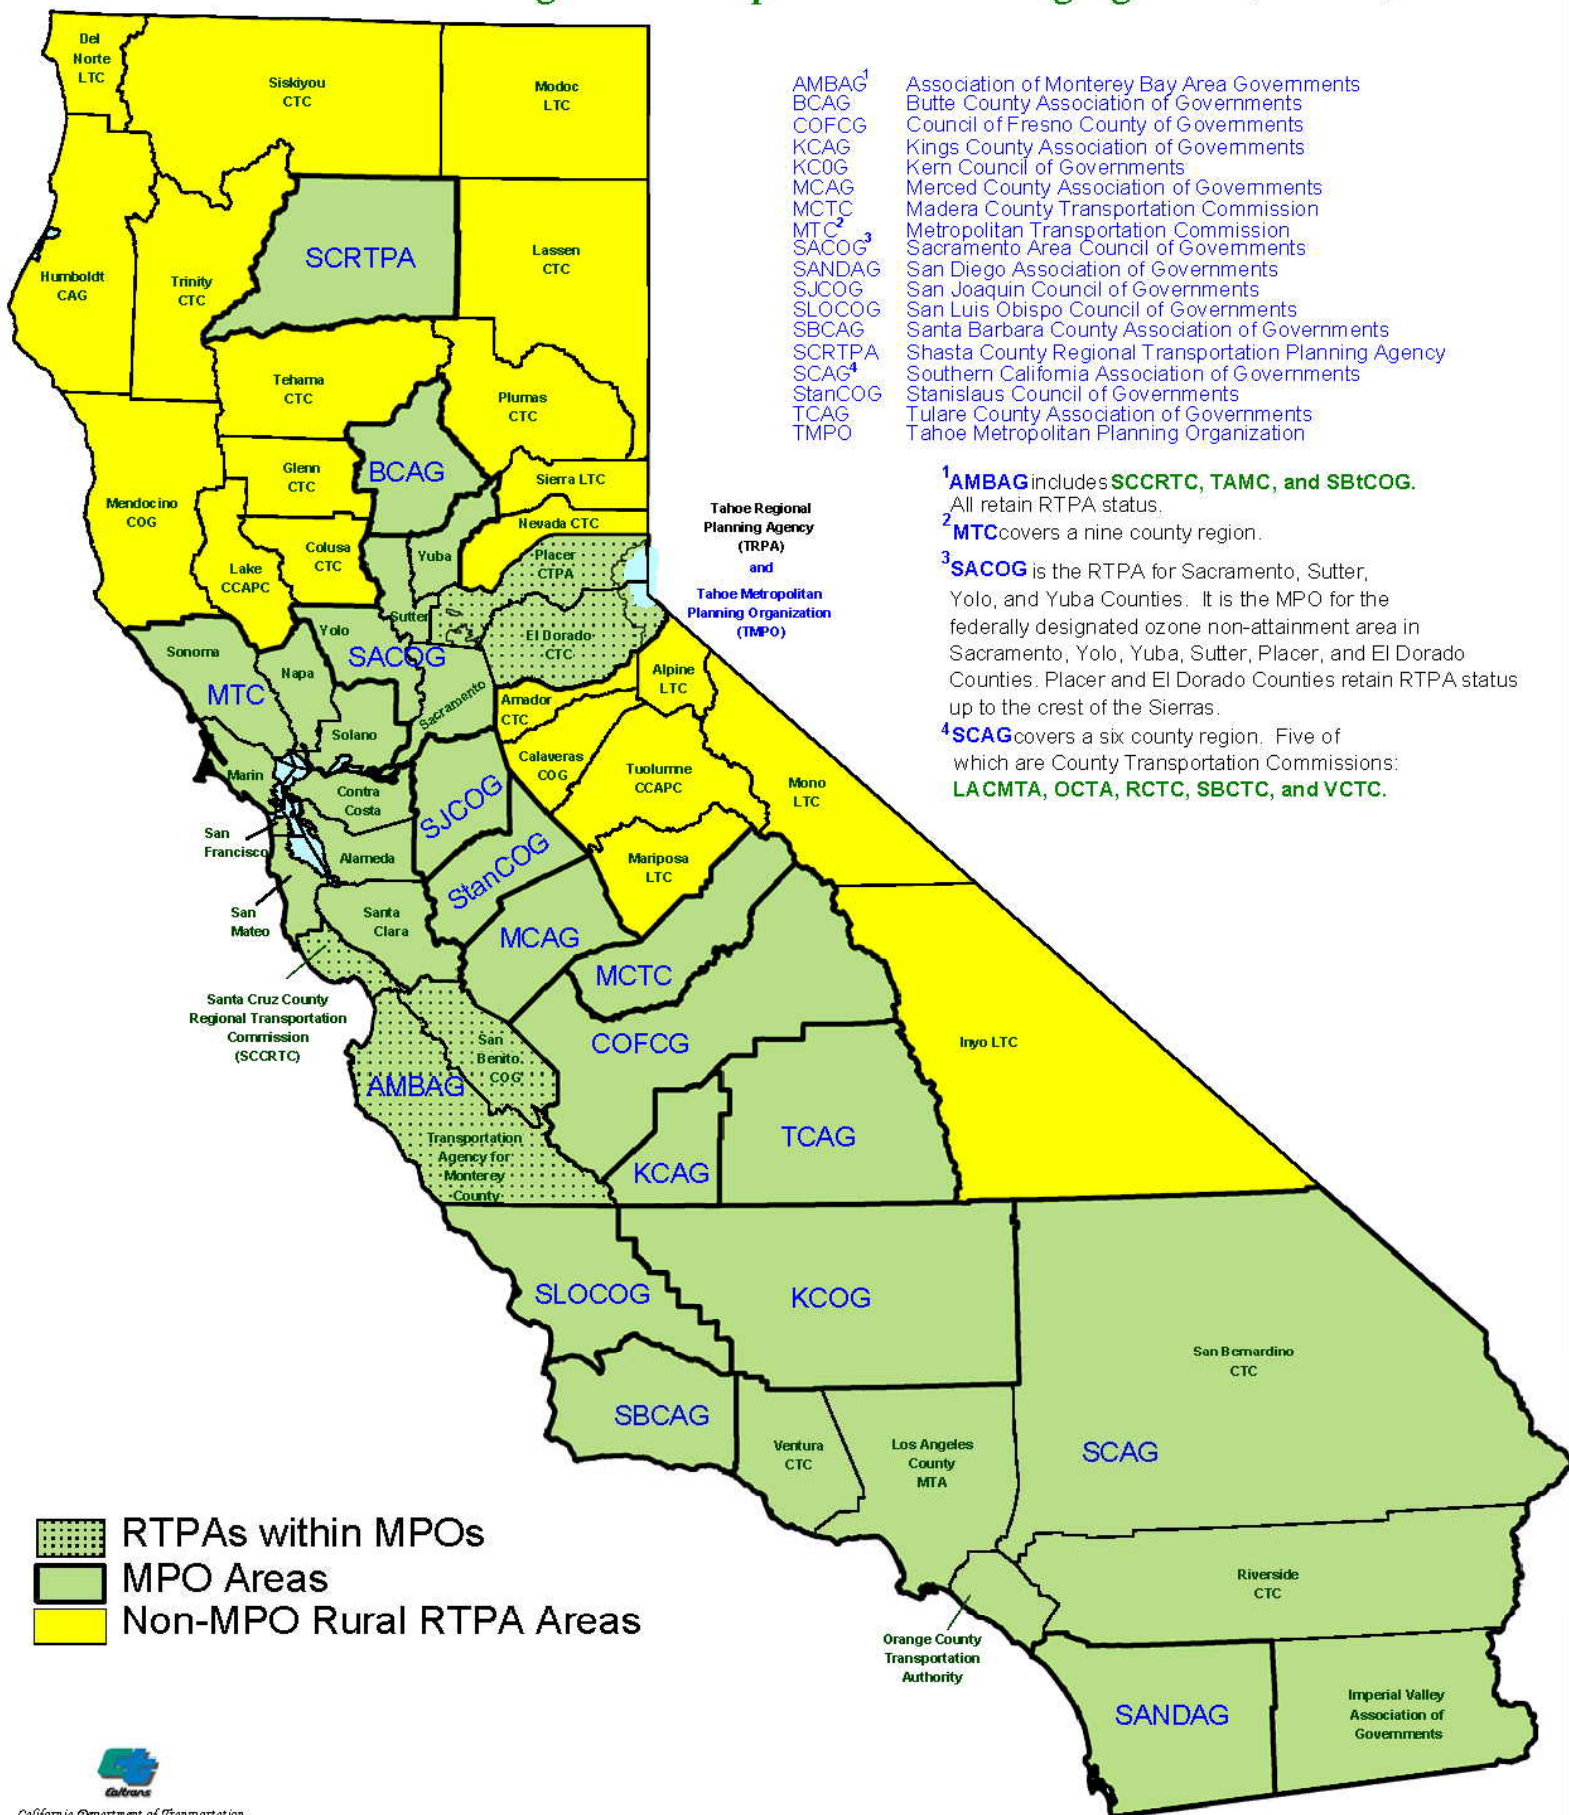 Del
Norte
LTC
Siskiyou
CTC
Modoc
LTC
Humboldt
CAG
Trinity
CTC
SCRTPA
Lassen
CTC
Tehama
CTC
Plumas
CTC
BCAG
Glenn
CTC
Mendocino
COG
Sierra LTC
Nevada CTC
Lake
CCAPC
Colusa
CTC
Yuba
Placer
CTPA
Sutter
El Dorado
CTC
Yolo
SACOG
Sonoma
Napa
MTC
Sacramento
Solano
Alpine
LTC
Amador
CTC
Calaveras
COG
Tuolumne
CCAPC
Mono
LTC
Marin
Contra
Costa
SJCOG
San
Francisco
Alameda
StanCOG
Mariposa
LTC
San
Mateo
Santa
Clara
MCAG
MCTC
Santa Cruz County
Regional Transportation
Commission
(SCCRTC)
San
Benito
COG
COFCG
Inyo LTC
AMBAG
Transportation
Agency for
Monterey
County
KCAG
TCAG
SLOCOG
KCOG
San Bernardino
CTC
SBCAG
Ventura
CTC
Los Angeles
County
MTA
SCAG
Riverside
CTC
Orange County
Transportation
Authority
SANDAG
Imperial Valley
Association of
Governments
Tahoe Regional
Planning Agency
(TRPA)
and
Tahoe Metropolitan
Planning Organization
(TMPO)
AMBAG1 Association of Monterey Bay Area Governments
BCAG Butte County Association of Governments
COFCG Council of Fresno County of Governments
KCAG Kings County Association of Governments
KC0G Kern Council of Governments
MCAG Merced County Association of Governments
MCTC Madera County Transportation Commission
MTC2 Metropolitan Transportation Commission
SACOG3 Sacramento Area Council of Governments
SANDAG San Diego Association of Governments
SJCOG San Joaquin Council of Governments
SLOCOG San Luis Obispo Council of Governments
SBCAG Santa Barbara County Association of Governments
SCRTPA Shasta County Regional Transportation Planning Agency
SCAG4 Southern California Association of Governments
StanCOG Stanislaus Council of Governments
TCAG Tulare County Association of Governments
TMPO Tahoe Metropolitan Planning Organization
1AMBAG includes SCCRTC, TAMC, and SBtCOG.
All retain RTPA status.
2MTC covers a nine county region.
3SACOG is the RTPA for Sacramento, Sutter,
Yolo, and Yuba Counties. It is the MPO for the
federally designated ozone non-attainment area in
Sacramento, Yolo, Yuba, Sutter, Placer, and El Dorado
Counties. Placer and El Dorado Counties retain RTPA status
up to the crest of the Sierras.
4SCAG covers a six county region. Five of
which are County Transportation Commissions:
LACMTA, OCTA, RCTC, SBCTC, and VCTC.
RTPAs within MPOs
MPO Areas
Non-MPO Rural RTPA Areas
Caltrans
California Department of Transportation